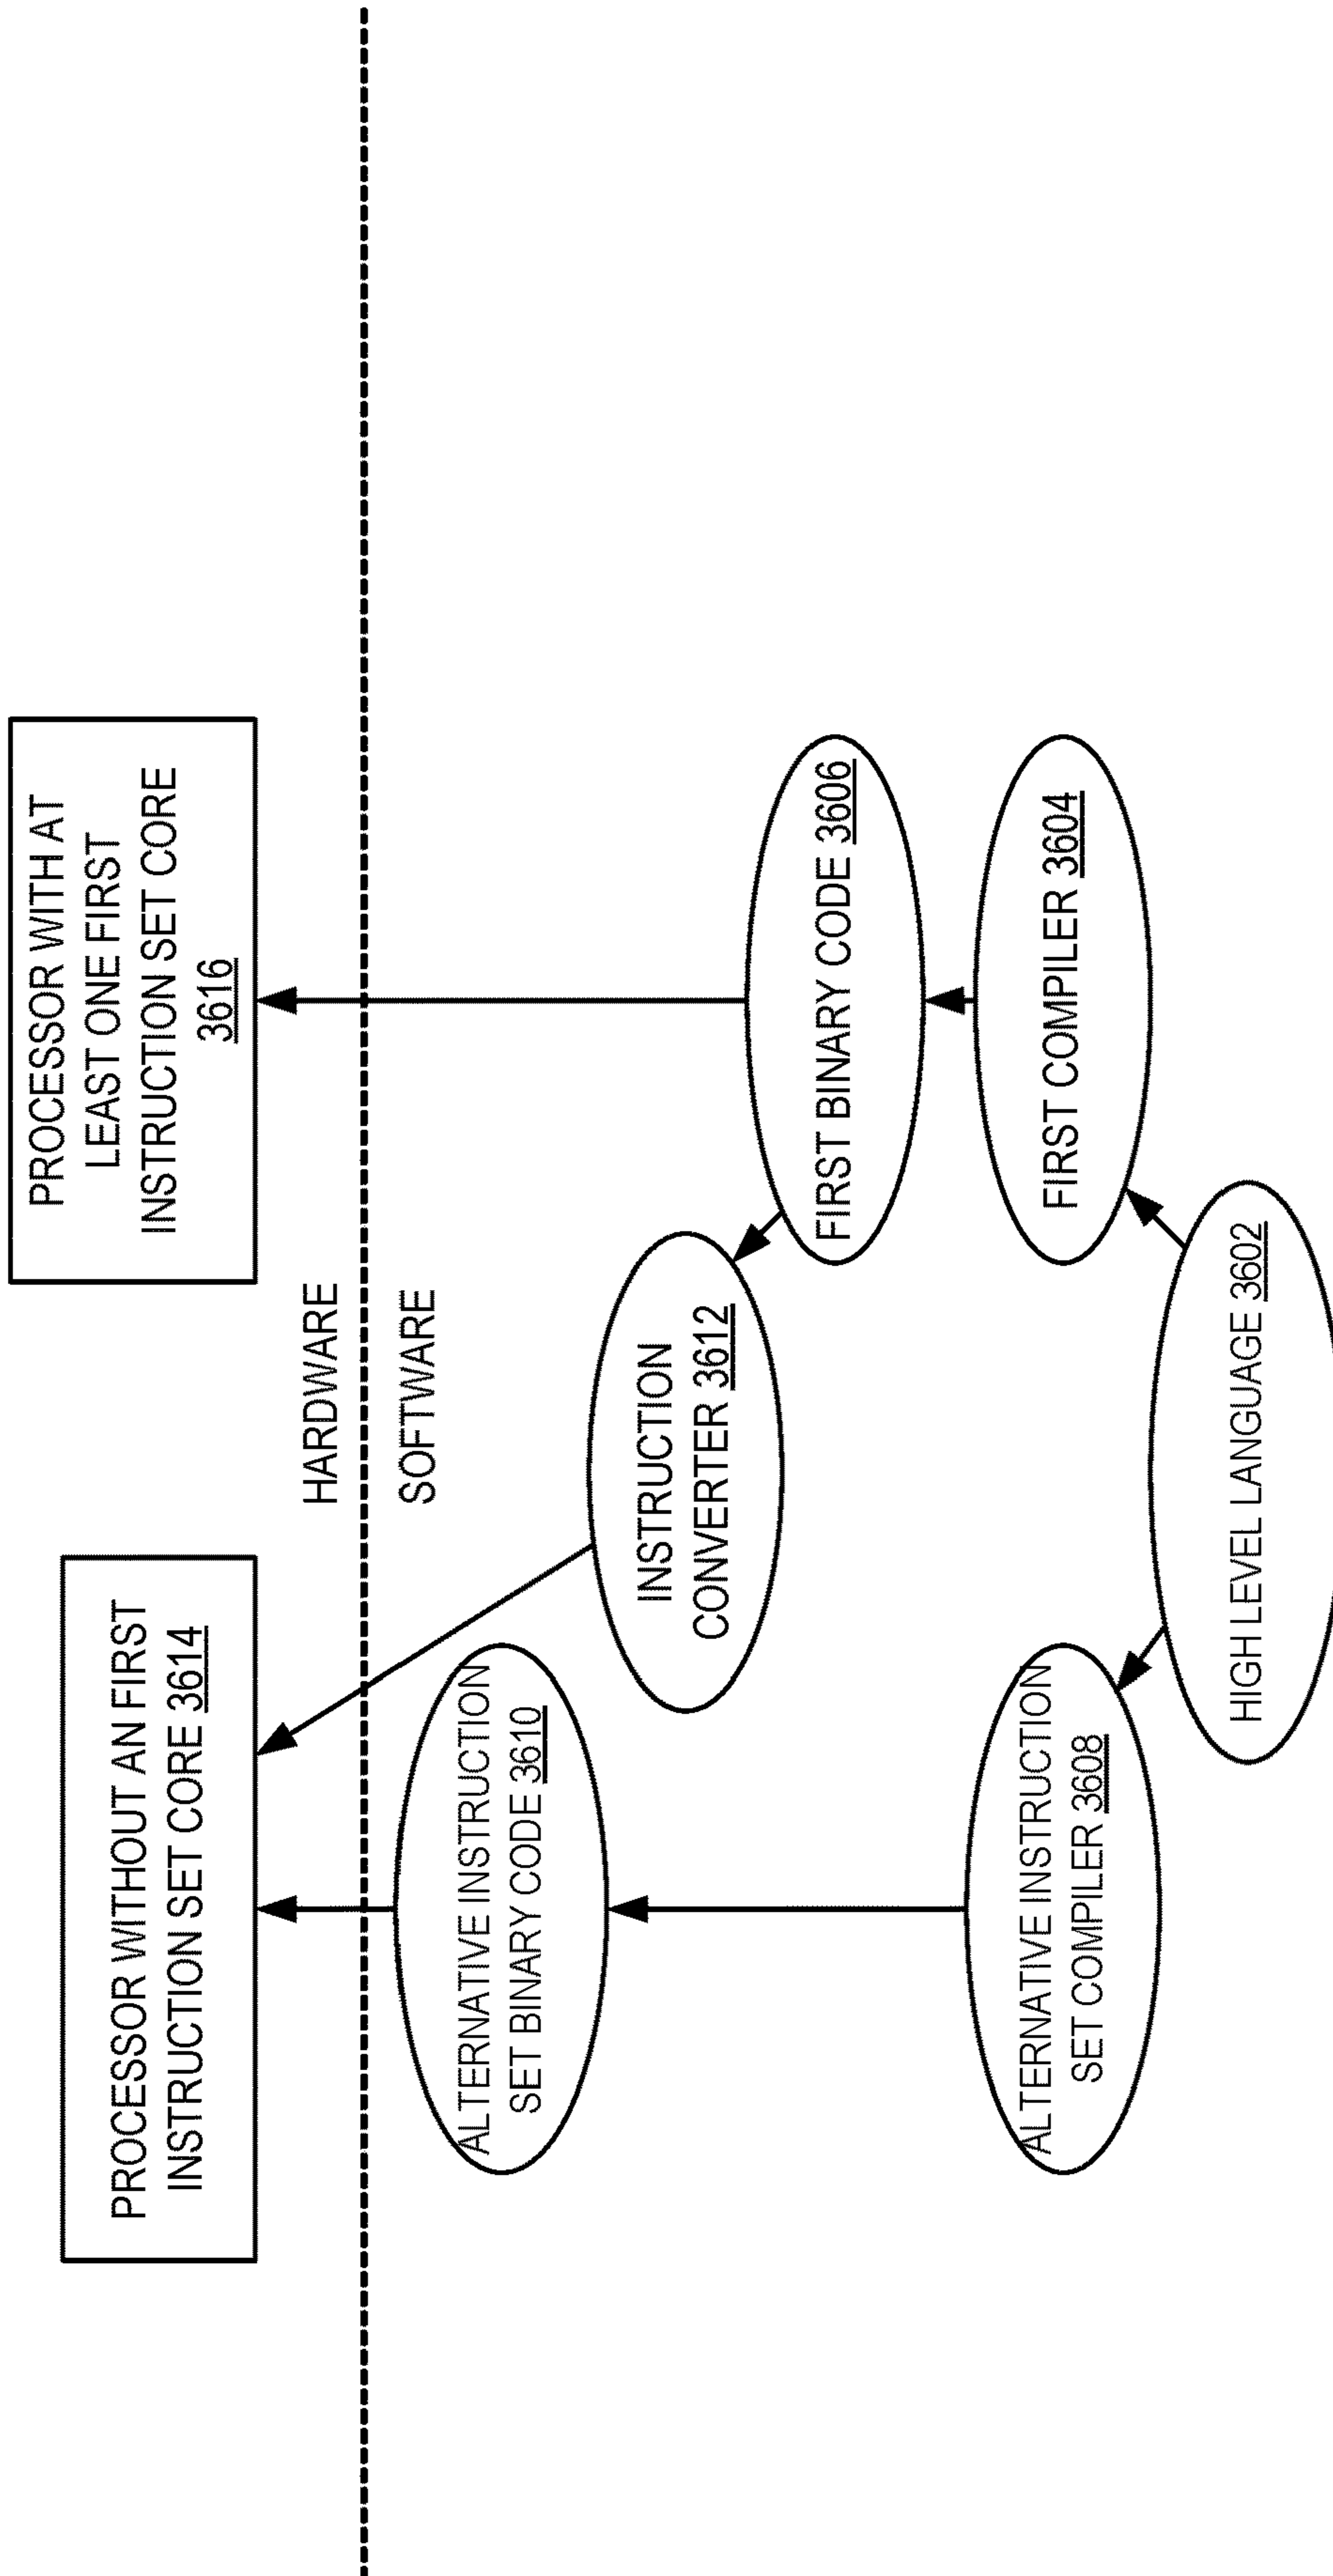 PROCESSOR WITHOUT AN FIRST
INSTRUCTION SET CORE 3614
PROCESSOR WITH AT
LEAST ONE FIRST
INSTRUCTION SET CORE
3616
HARDWARE
SOFTWARE
ALTERNATIVE INSTRUCTION
SET BINARY CODE 3610
INSTRUCTION
CONVERTER 3612
FIRST BINARY CODE 3606
ALTERNATIVE INSTRUCTION
SET COMPILER 3608
FIRST COMPILER 3604
HIGH LEVEL LANGUAGE 3602